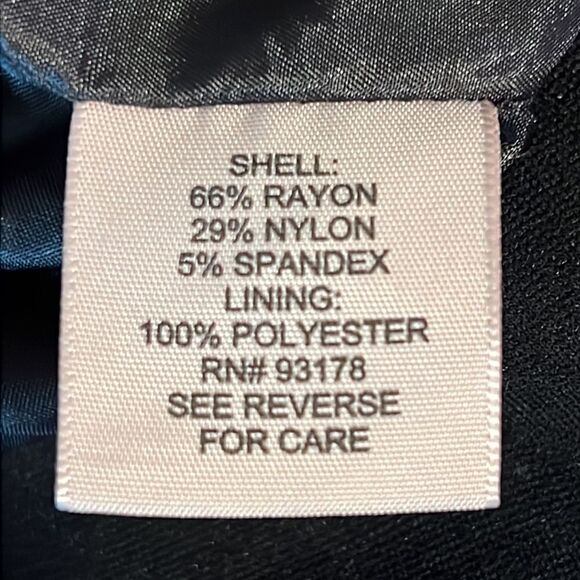 SHELL:
66% RAYON
29% NYLON
5% SPANDEX
LINING:
100% POLYESTER
RN# 93178
SEE REVERSE
FOR CARE